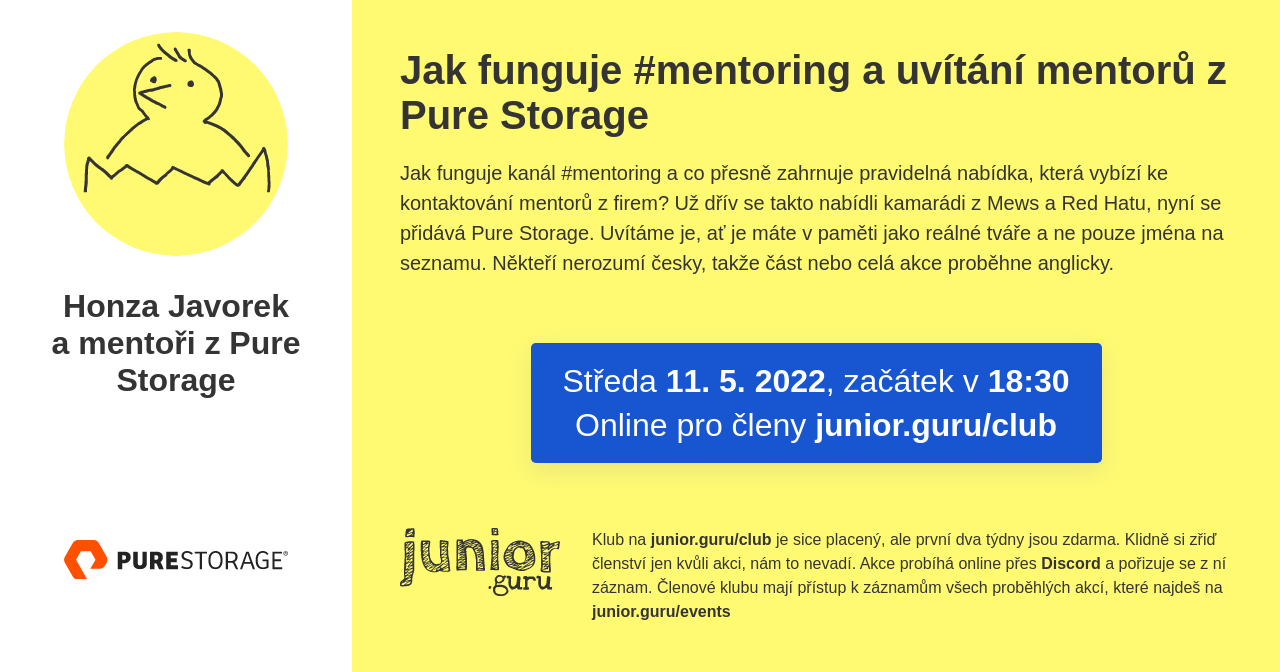 Honza Javorek
a mentoři z Pure
Storage
PURESTORAGE®
Jak funguje #mentoring a uvítání mentorů z
Pure Storage
Jak funguje kanál #mentoring a co přesně zahrnuje pravidelná nabídka, která vybízí ke
kontaktování mentorů z firem? Už dřív se takto nabídli kamarádi z Mews a Red Hatu, nyní se
přidává Pure Storage. Uvítáme je, ať je máte v paměti jako reálné tváře a ne pouze jména na
seznamu. Někteří nerozumí česky, takže část nebo celá akce proběhne anglicky.
Středa 11. 5. 2022, začátek v 18:30
Online pro členy junior.guru/club
junior
.guru
Klub na junior.guru/club je sice placený, ale první dva týdny jsou zdarma. Klidně si zřiď
členství jen kvůli akci, nám to nevadí. Akce probíhá online přes Discord a pořizuje se z ní
záznam. Členové klubu mají přístup k záznamům všech proběhlých akcí, které najdeš na
junior.guru/events